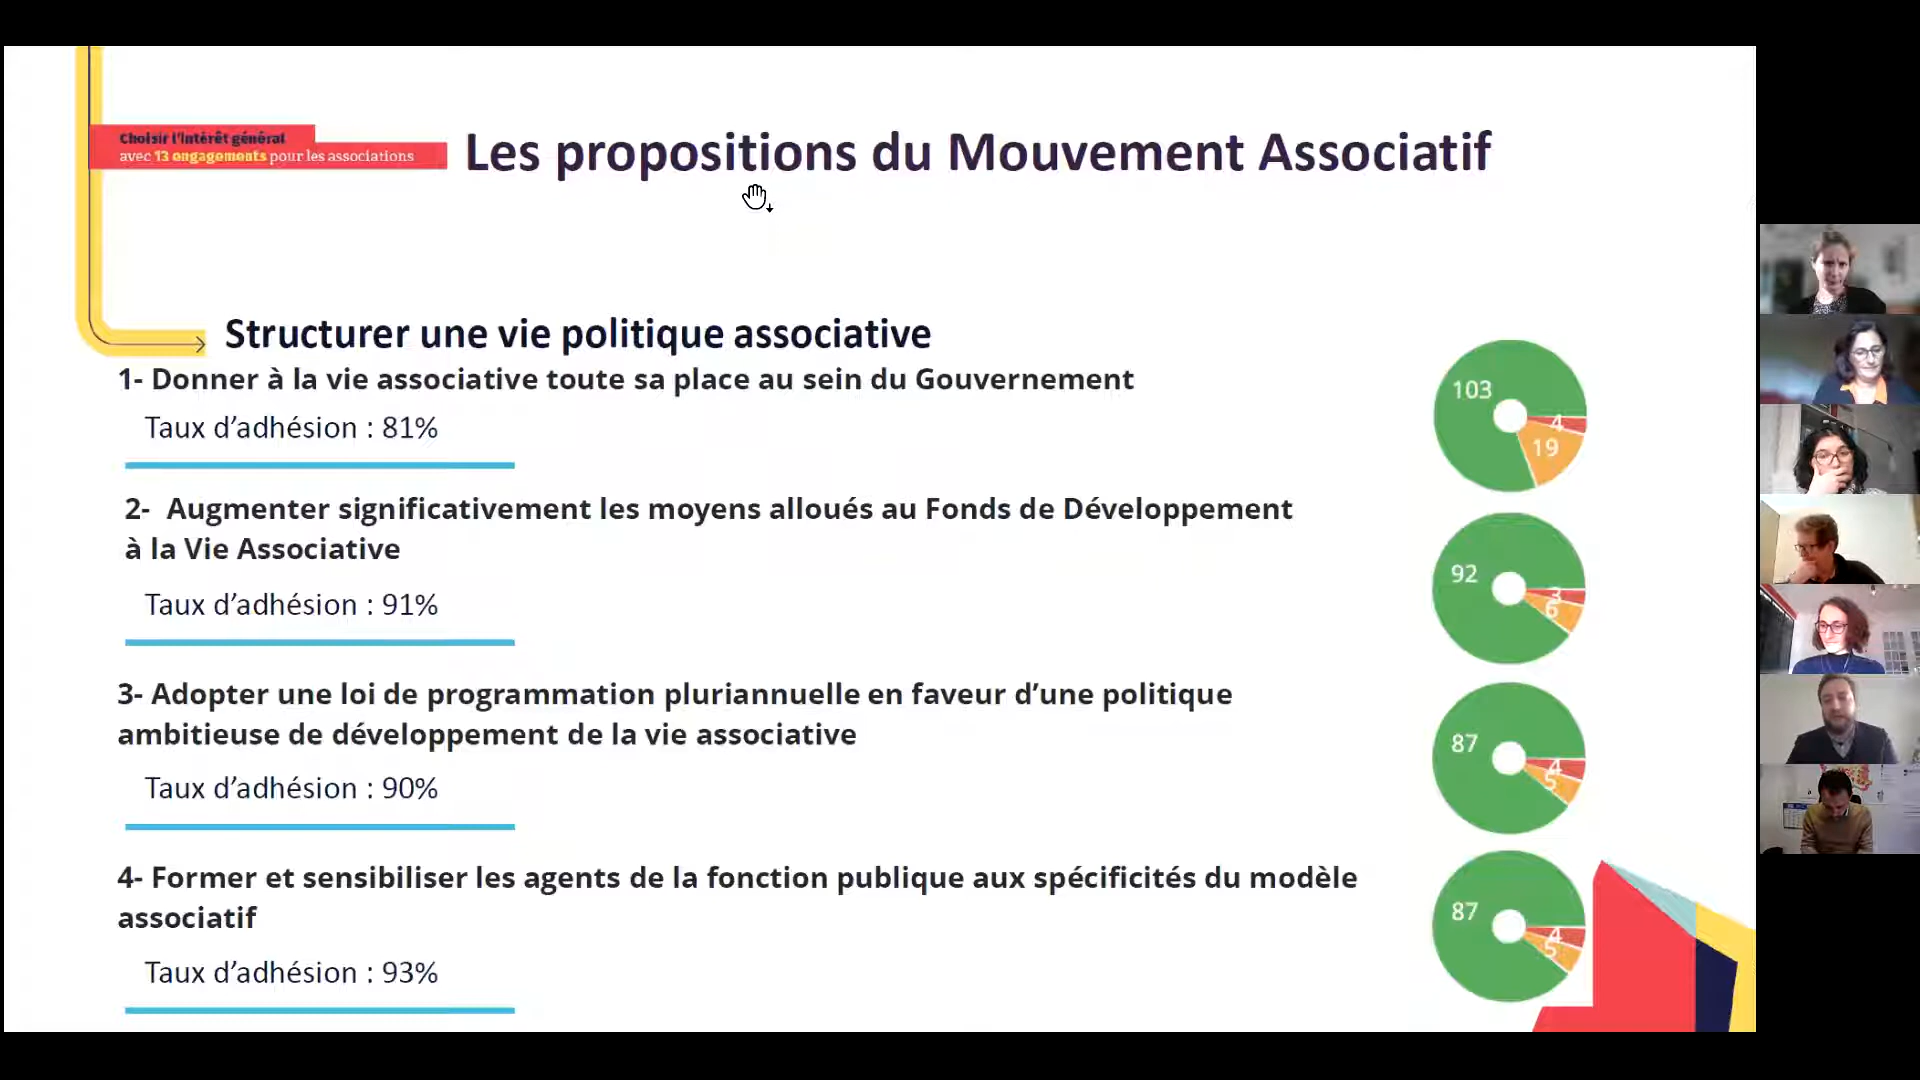 Choisir l'intérêt général
avec 13 engagements pour les associations
Les propositions du Mouvement Associatif
Structurer une vie politique associative
1- Donner à la vie associative toute sa place au sein du Gouvernement
Taux d'adhésion : 81%
103
4
19
2- Augmenter significativement les moyens alloués au Fonds de Développement
à la Vie Associative
Taux d'adhésion : 91%
92
3
6
3- Adopter une loi de programmation pluriannuelle en faveur d'une politique
ambitieuse de développement de la vie associative
Taux d'adhésion : 90%
87
4
5
4- Former et sensibiliser les agents de la fonction publique aux spécificités du modèle
associatif
Taux d'adhésion : 93%
87
4
5